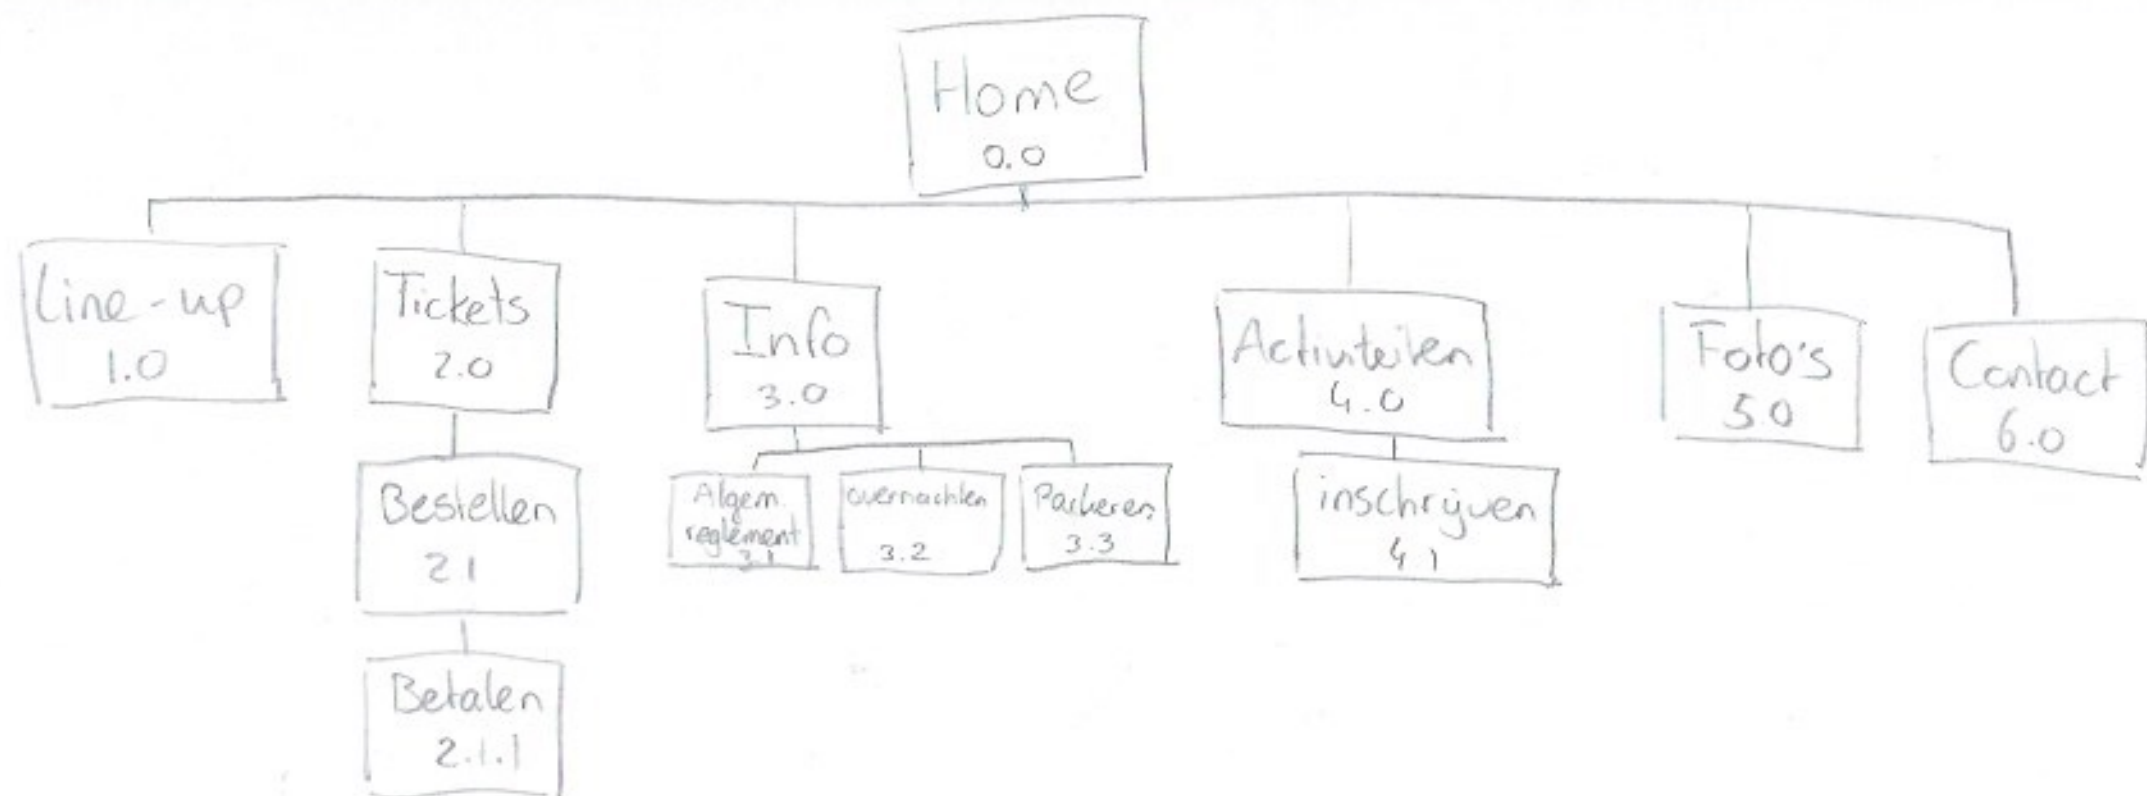 Home
0.0
Line-up
1.0
Tickets
2.0
Info
3.0
Activiteiten
4.0
Foto's
5.0
Contact
6.0
Bestellen
2.1
Algem.
reglement
3.1
overnachten
3.2
Parkeren
3.3
inschrijven
4.1
Betalen
2.1.1